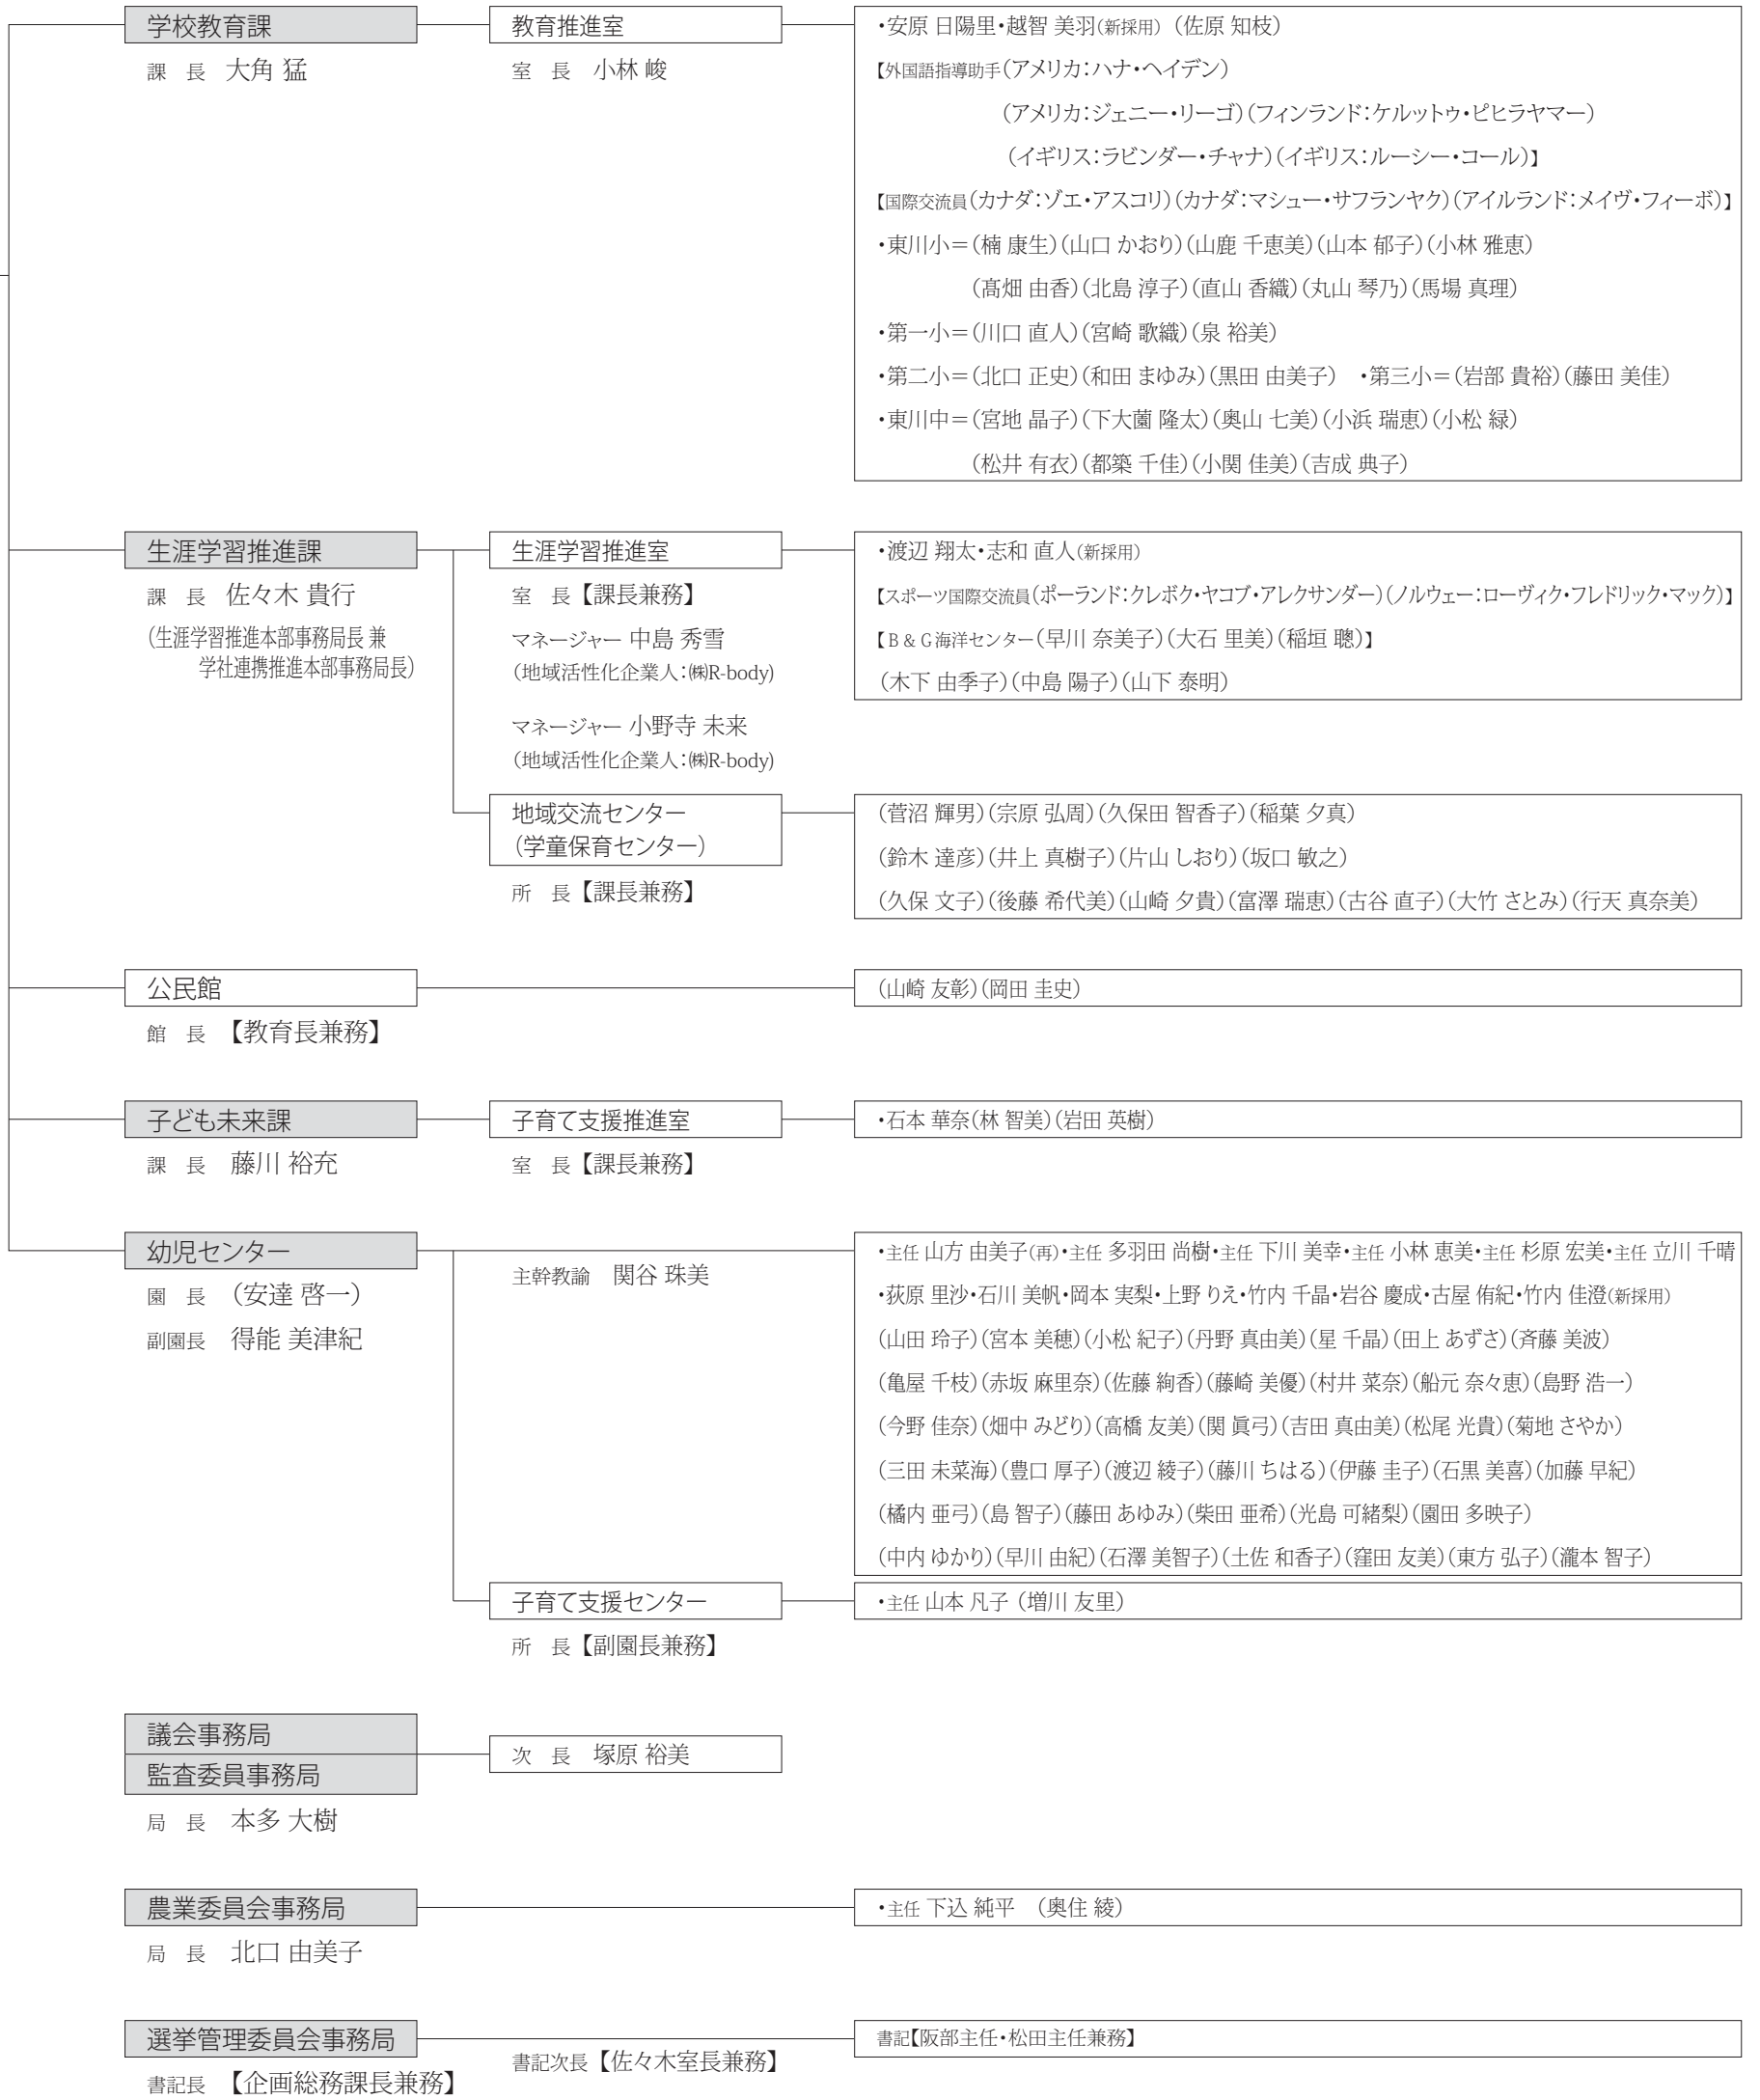 学校教育課
課　長　大角 猛
教育推進室
室　長　小林 峻
・安原 日陽里・越智 美羽(新採用)　（佐原 知枝）
【外国語指導助手（アメリカ：ハナ・ヘイデン）
（アメリカ：ジェニー・リーゴ）（フィンランド：ケルットゥ・ピヒラヤマー）
（イギリス：ラビンダー・チャナ）（イギリス：ルーシー・コール）】
【国際交流員（カナダ：ゾエ・アスコリ）（カナダ：マシュー・サフランヤク）（アイルランド：メイヴ・フィーボ）】
・東川小＝（楠 康生）（山口 かおり）（山鹿 千恵美）（山本 郁子）（小林 雅恵）
（髙畑 由香）（北島 淳子）（直山 香織）（丸山 琴乃）（馬場 真理）
・第一小＝（川口 直人）（宮崎 歌織）（泉 裕美）
・第二小＝（北口 正史）（和田 まゆみ）（黒田 由美子）　・第三小＝（岩部 貴裕）（藤田 美佳）
・東川中＝（宮地 晶子）（下大薗 隆太）（奥山 七美）（小浜 瑞恵）（小松 緑）
（松井 有衣）（都築 千佳）（小関 佳美）（吉成 典子）
生涯学習推進課
課　長　佐々木 貴行
（生涯学習推進本部事務局長 兼
学社連携推進本部事務局長）
生涯学習推進室
室　長【課長兼務】
マネージャー 中島 秀雪
（地域活性化企業人：㈱R-body)
マネージャー 小野寺 未来
（地域活性化企業人：㈱R-body)
・渡辺 翔太・志和 直人(新採用)
【スポーツ国際交流員（ポーランド：クレボク・ヤコブ・アレクサンダー）（ノルウェー：ローヴィク・フレドリック・マック）】
【B & G海洋センター（早川 奈美子）（大石 里美）（稲垣 聰）】
（木下 由季子）（中島 陽子）（山下 泰明）
地域交流センター
（学童保育センター）
所　長【課長兼務】
（菅沼 輝男）（宗原 弘周）（久保田 智香子）（稲葉 夕真）
（鈴木 達彦）（井上 真樹子）（片山 しおり）（坂口 敏之）
（久保 文子）（後藤 希代美）（山崎 夕貴）（富澤 瑞恵）（古谷 直子）（大竹 さとみ）（行天 真奈美）
公民館
館　長　【教育長兼務】
（山崎 友彰）（岡田 圭史）
子ども未来課
課　長　藤川 裕充
子育て支援推進室
室　長【課長兼務】
・石本 華奈（林 智美）（岩田 英樹）
幼児センター
園　長　（安達 啓一）
副園長　得能 美津紀
主幹教諭　関谷 珠美
・主任 山方 由美子(再)・主任 多羽田 尚樹・主任 下川 美幸・主任 小林 恵美・主任 杉原 宏美・主任 立川 千晴
・荻原 里沙・石川 美帆・岡本 実梨・上野 りえ・竹内 千晶・岩谷 慶成・古屋 侑紀・竹内 佳澄(新採用)
（山田 玲子）（宮本 美穂）（小松 紀子）（丹野 真由美）（星 千晶）（田上 あずさ）（斉藤 美波）
（亀屋 千枝）（赤坂 麻里奈）（佐藤 絢香）（藤崎 美優）（村井 菜奈）（船元 奈々恵）（島野 浩一）
（今野 佳奈）（畑中 みどり）（高橋 友美）（関 眞弓）（吉田 真由美）（松尾 光貴）（菊地 さやか）
（三田 未菜海）（豊口 厚子）（渡辺 綾子）（藤川 ちはる）（伊藤 圭子）（石黒 美喜）（加藤 早紀）
（橘内 亜弓）（島 智子）（藤田 あゆみ）（柴田 亜希）（光島 可緒梨）（園田 多映子）
（中内 ゆかり）（早川 由紀）（石澤 美智子）（土佐 和香子）（窪田 友美）（東方 弘子）（瀧本 智子）
子育て支援センター
所　長【副園長兼務】
・主任 山本 凡子（増川 友里）
議会事務局
監査委員事務局
局　長　本多 大樹
次　長　塚原 裕美
農業委員会事務局
局　長　北口 由美子
・主任 下込 純平　（奥住 綾）
選挙管理委員会事務局
書記長　【企画総務課長兼務】
書記次長【佐々木室長兼務】
書記【阪部主任・松田主任兼務】